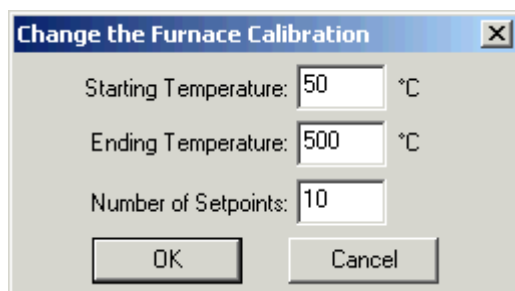 Change the Furnace Calibration
Starting Temperature: 50 °C
Ending Temperature: 500 °C
Number of Setpoints: 10
OK Cancel